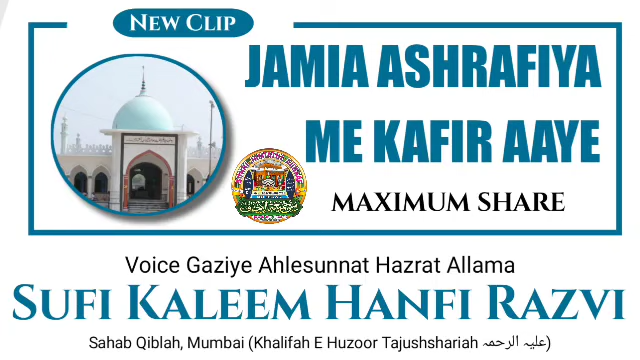 NEW CLIP
JAMIA ASHRAFIYA
ME KAFIR AAYE
MAXIMUM SHARE
Voice Gaziye Ahlesunnat Hazrat Allama
SUFI KALEEM HANFI RAZVI
Sahab Qiblah, Mumbai (Khalifah E Huzoor Tajushshariah علیہ الرحمہ)